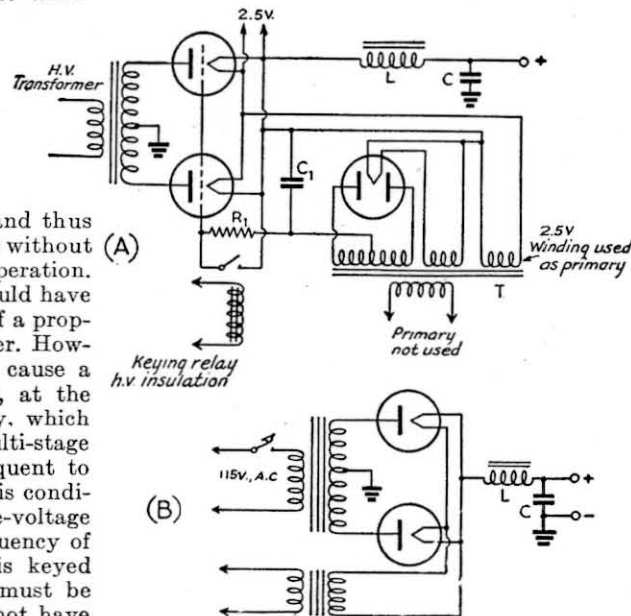 2.5V.
H.V.
Transformer
L
C
+
C₁
R₁
(A)
2.5V
Winding used
as primary
T
Primary
not used
Keying relay
h.v. insulation
and thus
without
peration.
uld have
f a prop-
er. How-
cause a
, at the
y, which
ulti-stage
quent to
is condi-
e-voltage
uency of
is keyed
must be
not have
(B)
115V., A.C
L
C
+
-